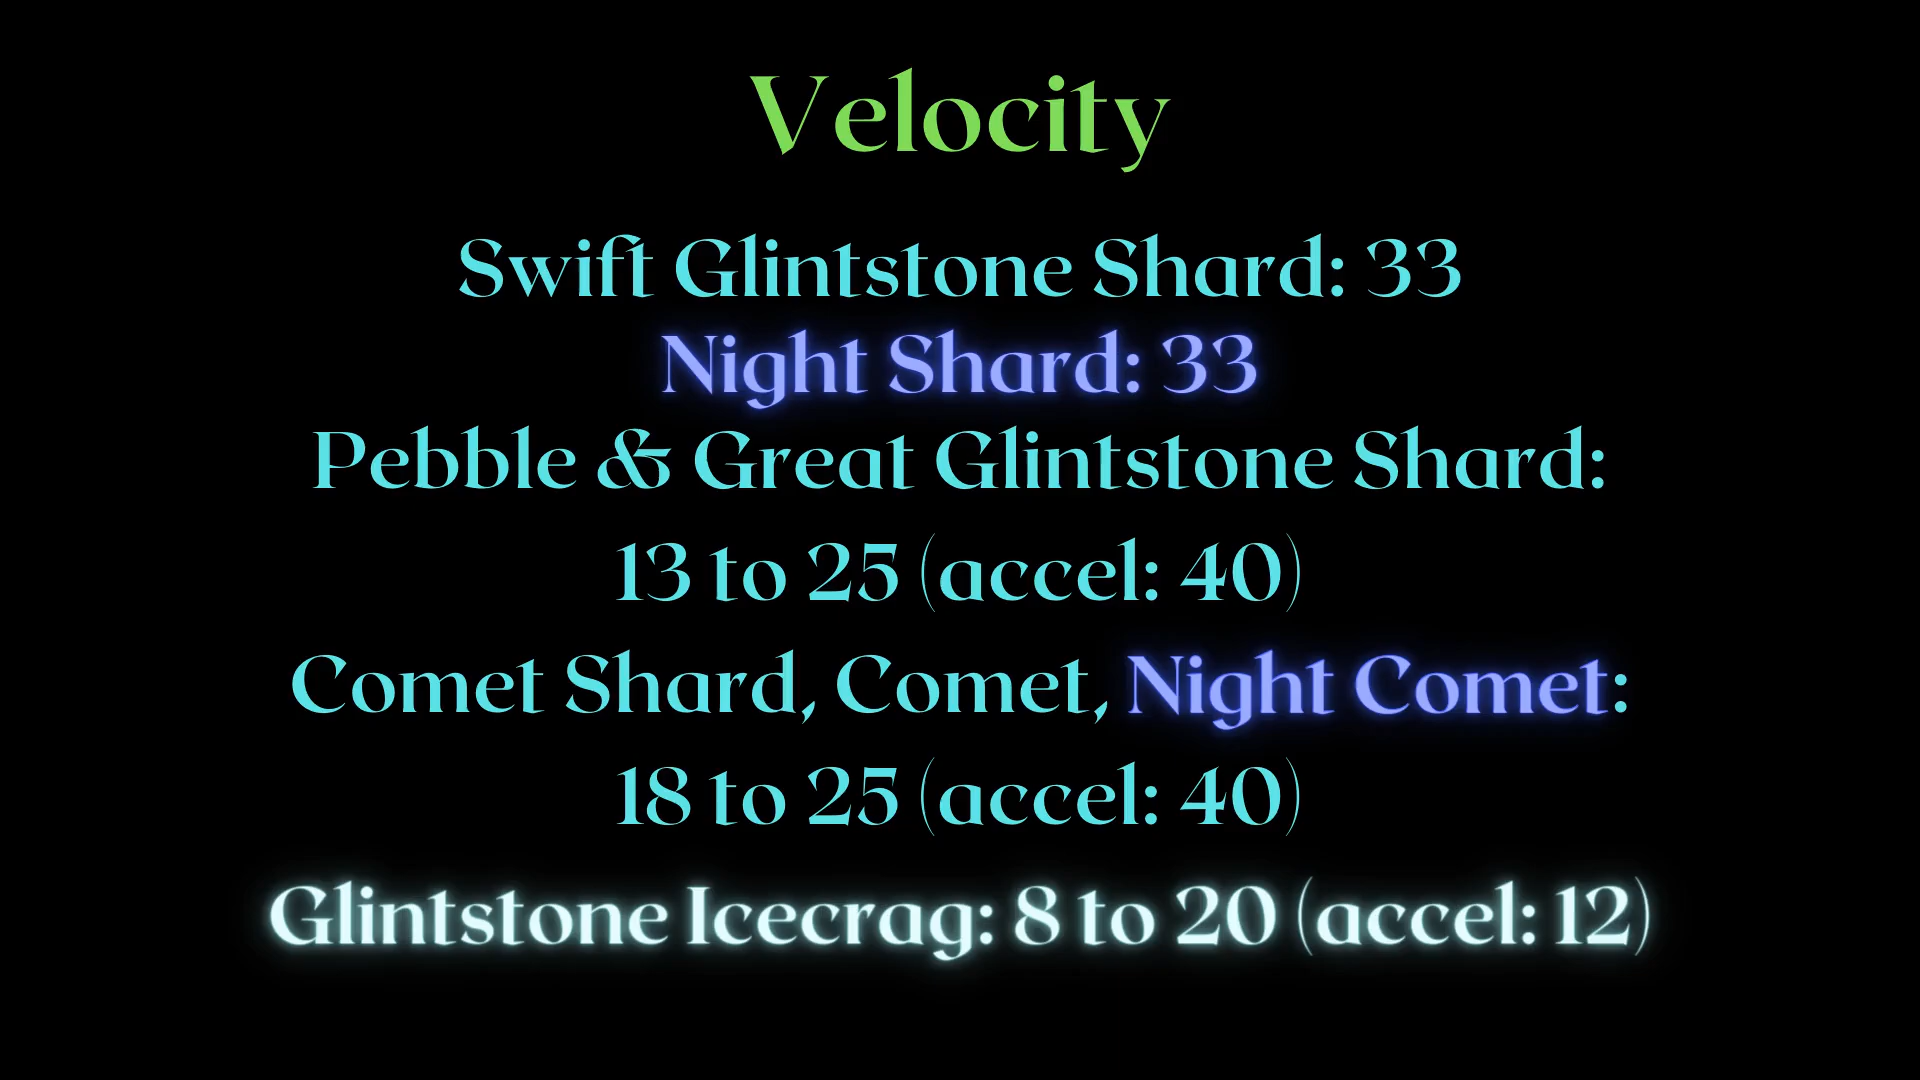 Velocity
Swift Glintstone Shard: 33
Night Shard: 33
Pebble & Great Glintstone Shard:
13 to 25 (accel: 40)
Comet Shard, Comet, Night Comet:
18 to 25 (accel: 40)
Glintstone Icecrag: 8 to 20 (accel: 12)